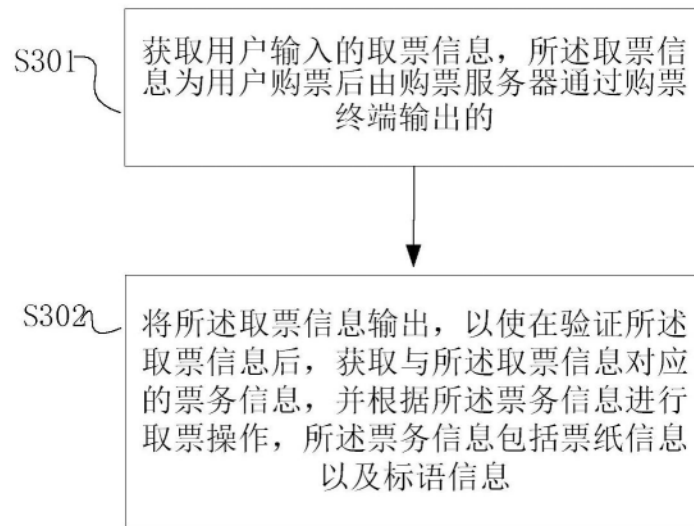 S301
获取用户输入的取票信息，所述取票信
息为用户购票后由购票服务器通过购票
终端输出的
S302
将所述取票信息输出，以使在验证所述
取票信息后，获取与所述取票信息对应
的票务信息，并根据所述票务信息进行
取票操作，所述票务信息包括票纸信息
以及标语信息